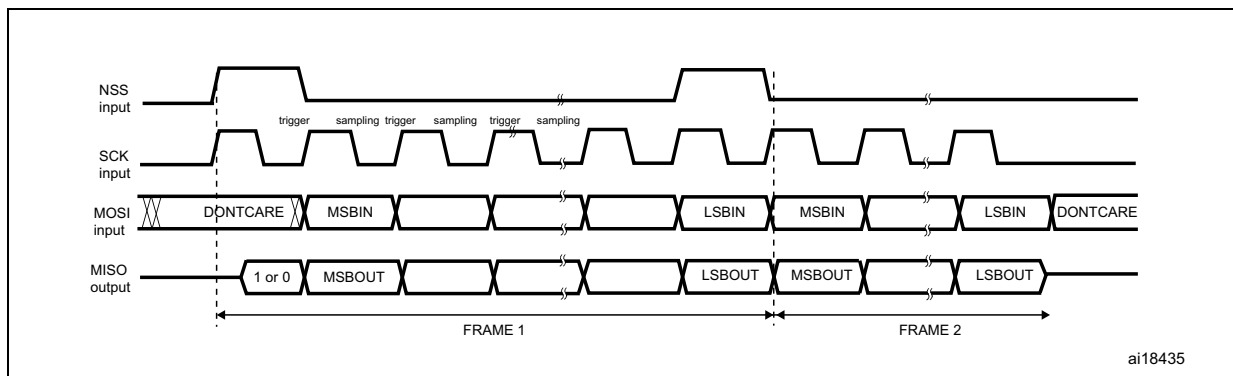 NSS
input
trigger sampling trigger sampling trigger sampling
SCK
input
MOSI
input
DONTCARE MSBIN LSBIN MSBIN LSBIN DONTCARE
MISO
output
1 or 0 MSBOUT LSBOUT MSBOUT LSBOUT
FRAME 1 FRAME 2
ai18435